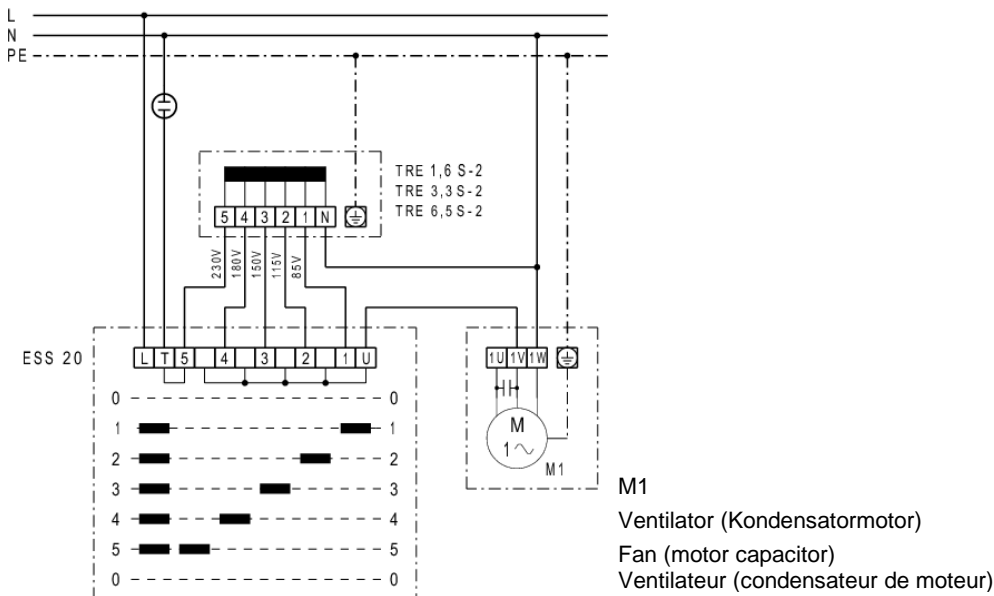 L
N
PE
TRE 1,6 S-2
TRE 3,3 S-2
TRE 6,5 S-2
5 4 3 2 1 N
230V 180V 150V 115V 85V
ESS 20
L T 5 4 3 2 1 U
1U 1V 1W
0 0
1 1
2 2
3 3
4 4
5 5
0 0
M
1~
M1
M1
Ventilator (Kondensatormotor)
Fan (motor capacitor)
Ventilateur (condensateur de moteur)